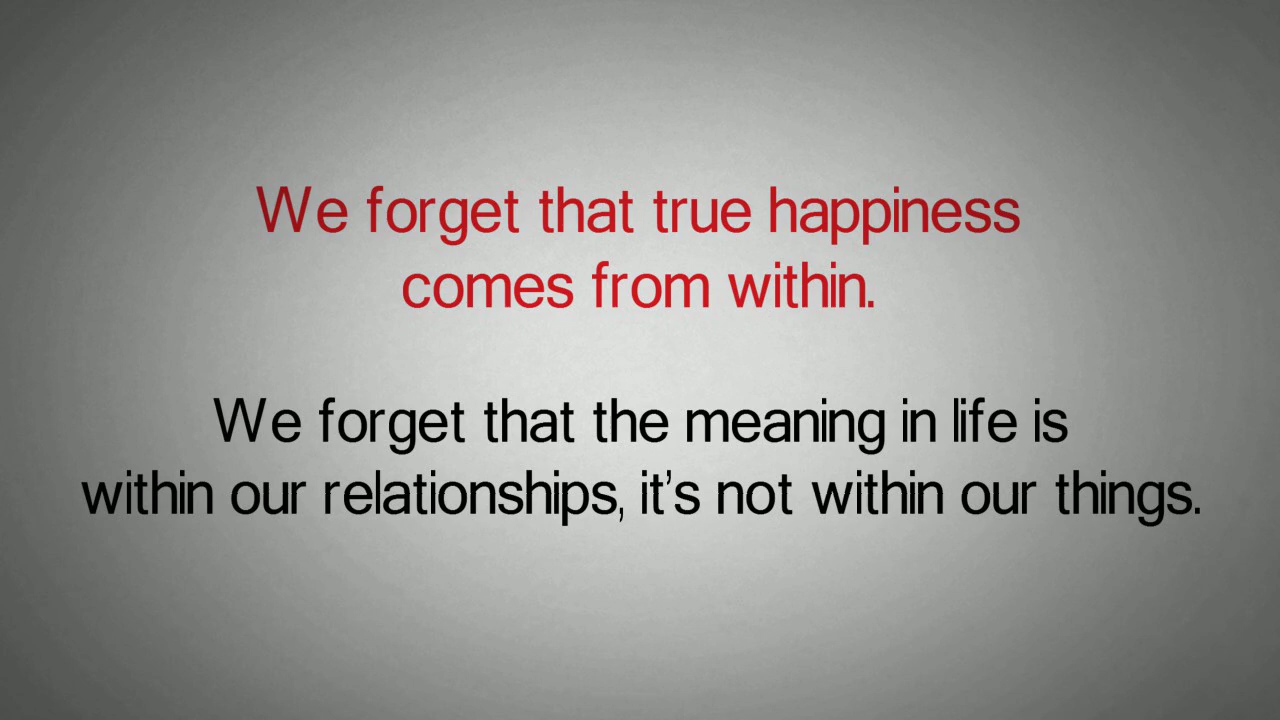 We forget that true happiness
comes from within.
We forget that the meaning in life is
within our relationships, it’s not within our things.